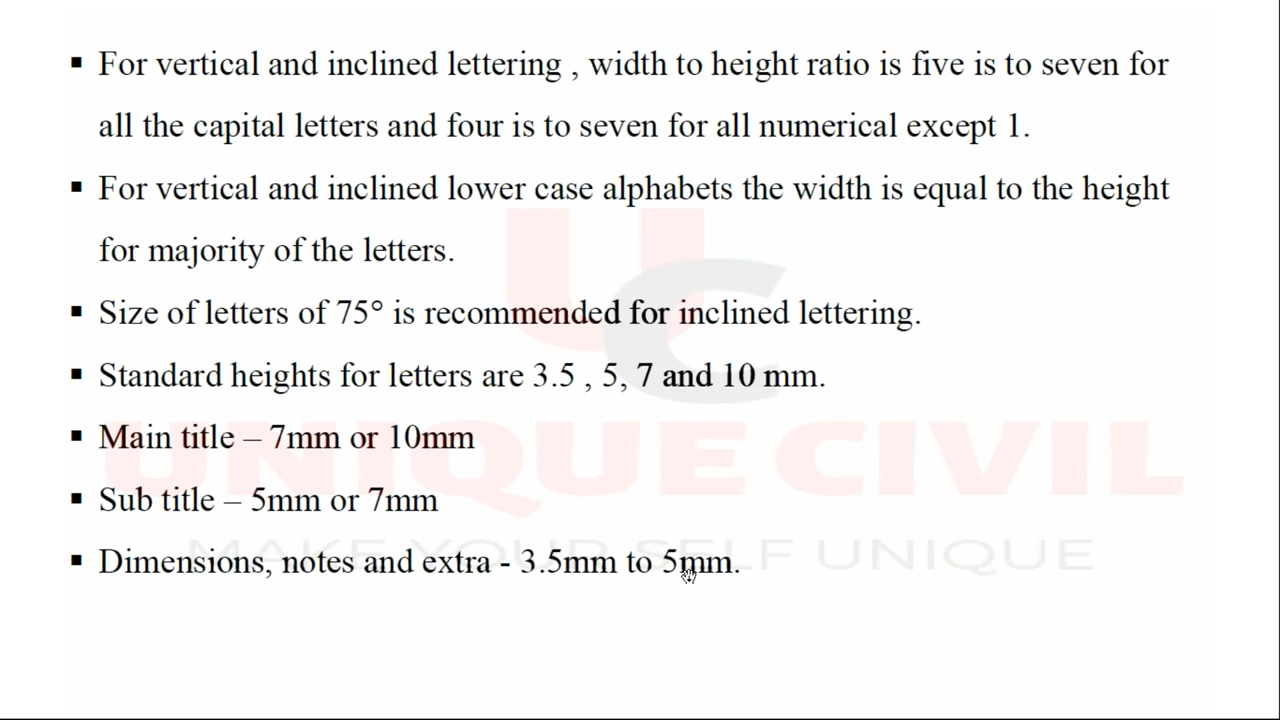 ▪ For vertical and inclined lettering , width to height ratio is five is to seven for
all the capital letters and four is to seven for all numerical except 1.
▪ For vertical and inclined lower case alphabets the width is equal to the height
for majority of the letters.
▪ Size of letters of 75° is recommended for inclined lettering.
▪ Standard heights for letters are 3.5 , 5, 7 and 10 mm.
▪ Main title – 7mm or 10mm
▪ Sub title – 5mm or 7mm
▪ Dimensions, notes and extra - 3.5mm to 5mm.
UC
UNIQUE CIVIL
MAKE YOUR SELF UNIQUE